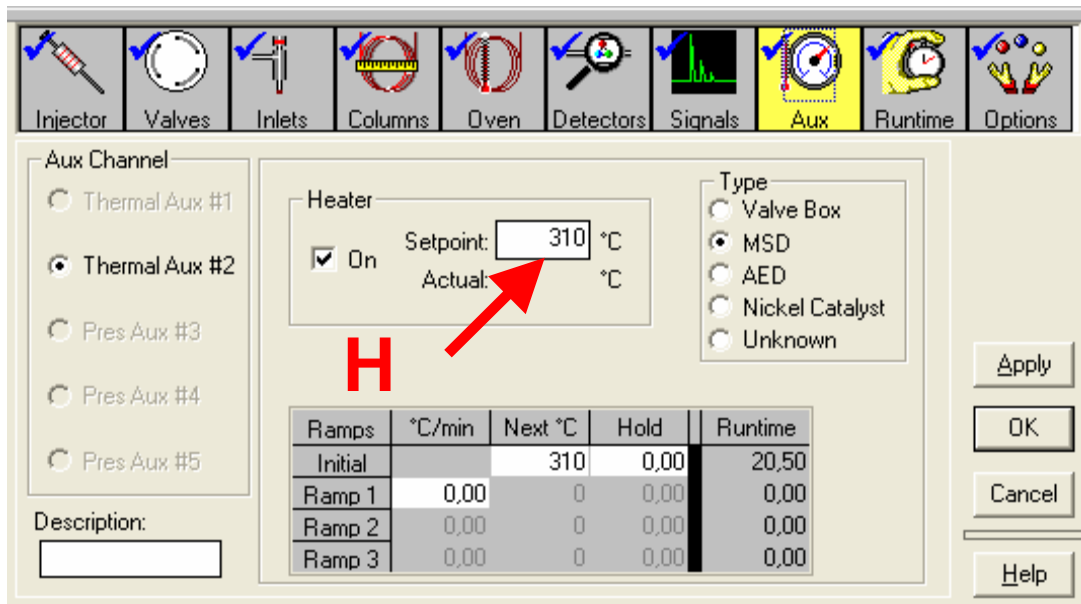 Injector Valves Inlets Columns Oven Detectors Signals Aux Runtime Options
Aux Channel
Thermal Aux #1
Thermal Aux #2
Pres Aux #3
Pres Aux #4
Pres Aux #5
Description:
Heater
On
Setpoint: 310 °C
Actual: °C
H
Type
Valve Box
MSD
AED
Nickel Catalyst
Unknown
Ramps °C/min Next °C Hold Runtime
Initial 310 0,00 20,50
Ramp 1 0,00 0 0,00 0,00
Ramp 2 0,00 0 0,00 0,00
Ramp 3 0,00 0 0,00 0,00
Apply
OK
Cancel
Help